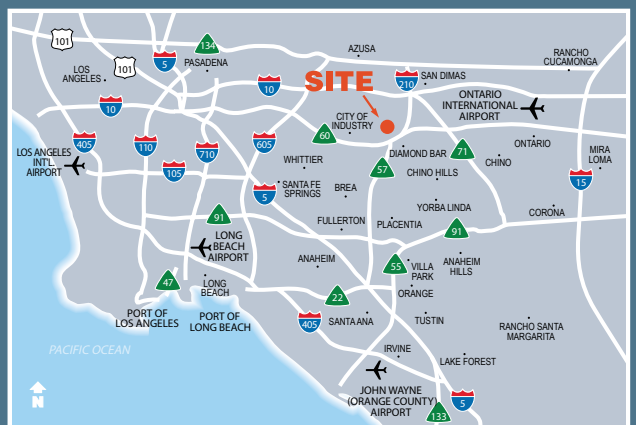 101
134
5
PASADENA
AZUSA
RANCHO
CUCAMONGA
LOS
ANGELES
101
SITE
10
210
SAN DIMAS
ONTARIO
INTERNATIONAL
AIRPORT
10
CITY OF
INDUSTRY
60
405
110
710
605
DIAMOND BAR
71
ONTARIO
CHINO
MIRA
LOMA
LOS ANGELES
INT'L
AIRPORT
WHITTIER
105
57
CHINO HILLS
15
SANTA FE
SPRINGS
5
BREA
YORBA LINDA
CORONA
91
FULLERTON
PLACENTIA
91
LONG
BEACH
AIRPORT
ANAHEIM
55
VILLA
PARK
ANAHEIM
HILLS
47
LONG
BEACH
22
ORANGE
PORT OF
LOS ANGELES
PORT OF
LONG BEACH
405
SANTA ANA
TUSTIN
RANCHO SANTA
MARGARITA
PACIFIC OCEAN
IRVINE
LAKE FOREST
N
JOHN WAYNE
(ORANGE COUNTY)
AIRPORT
5
133